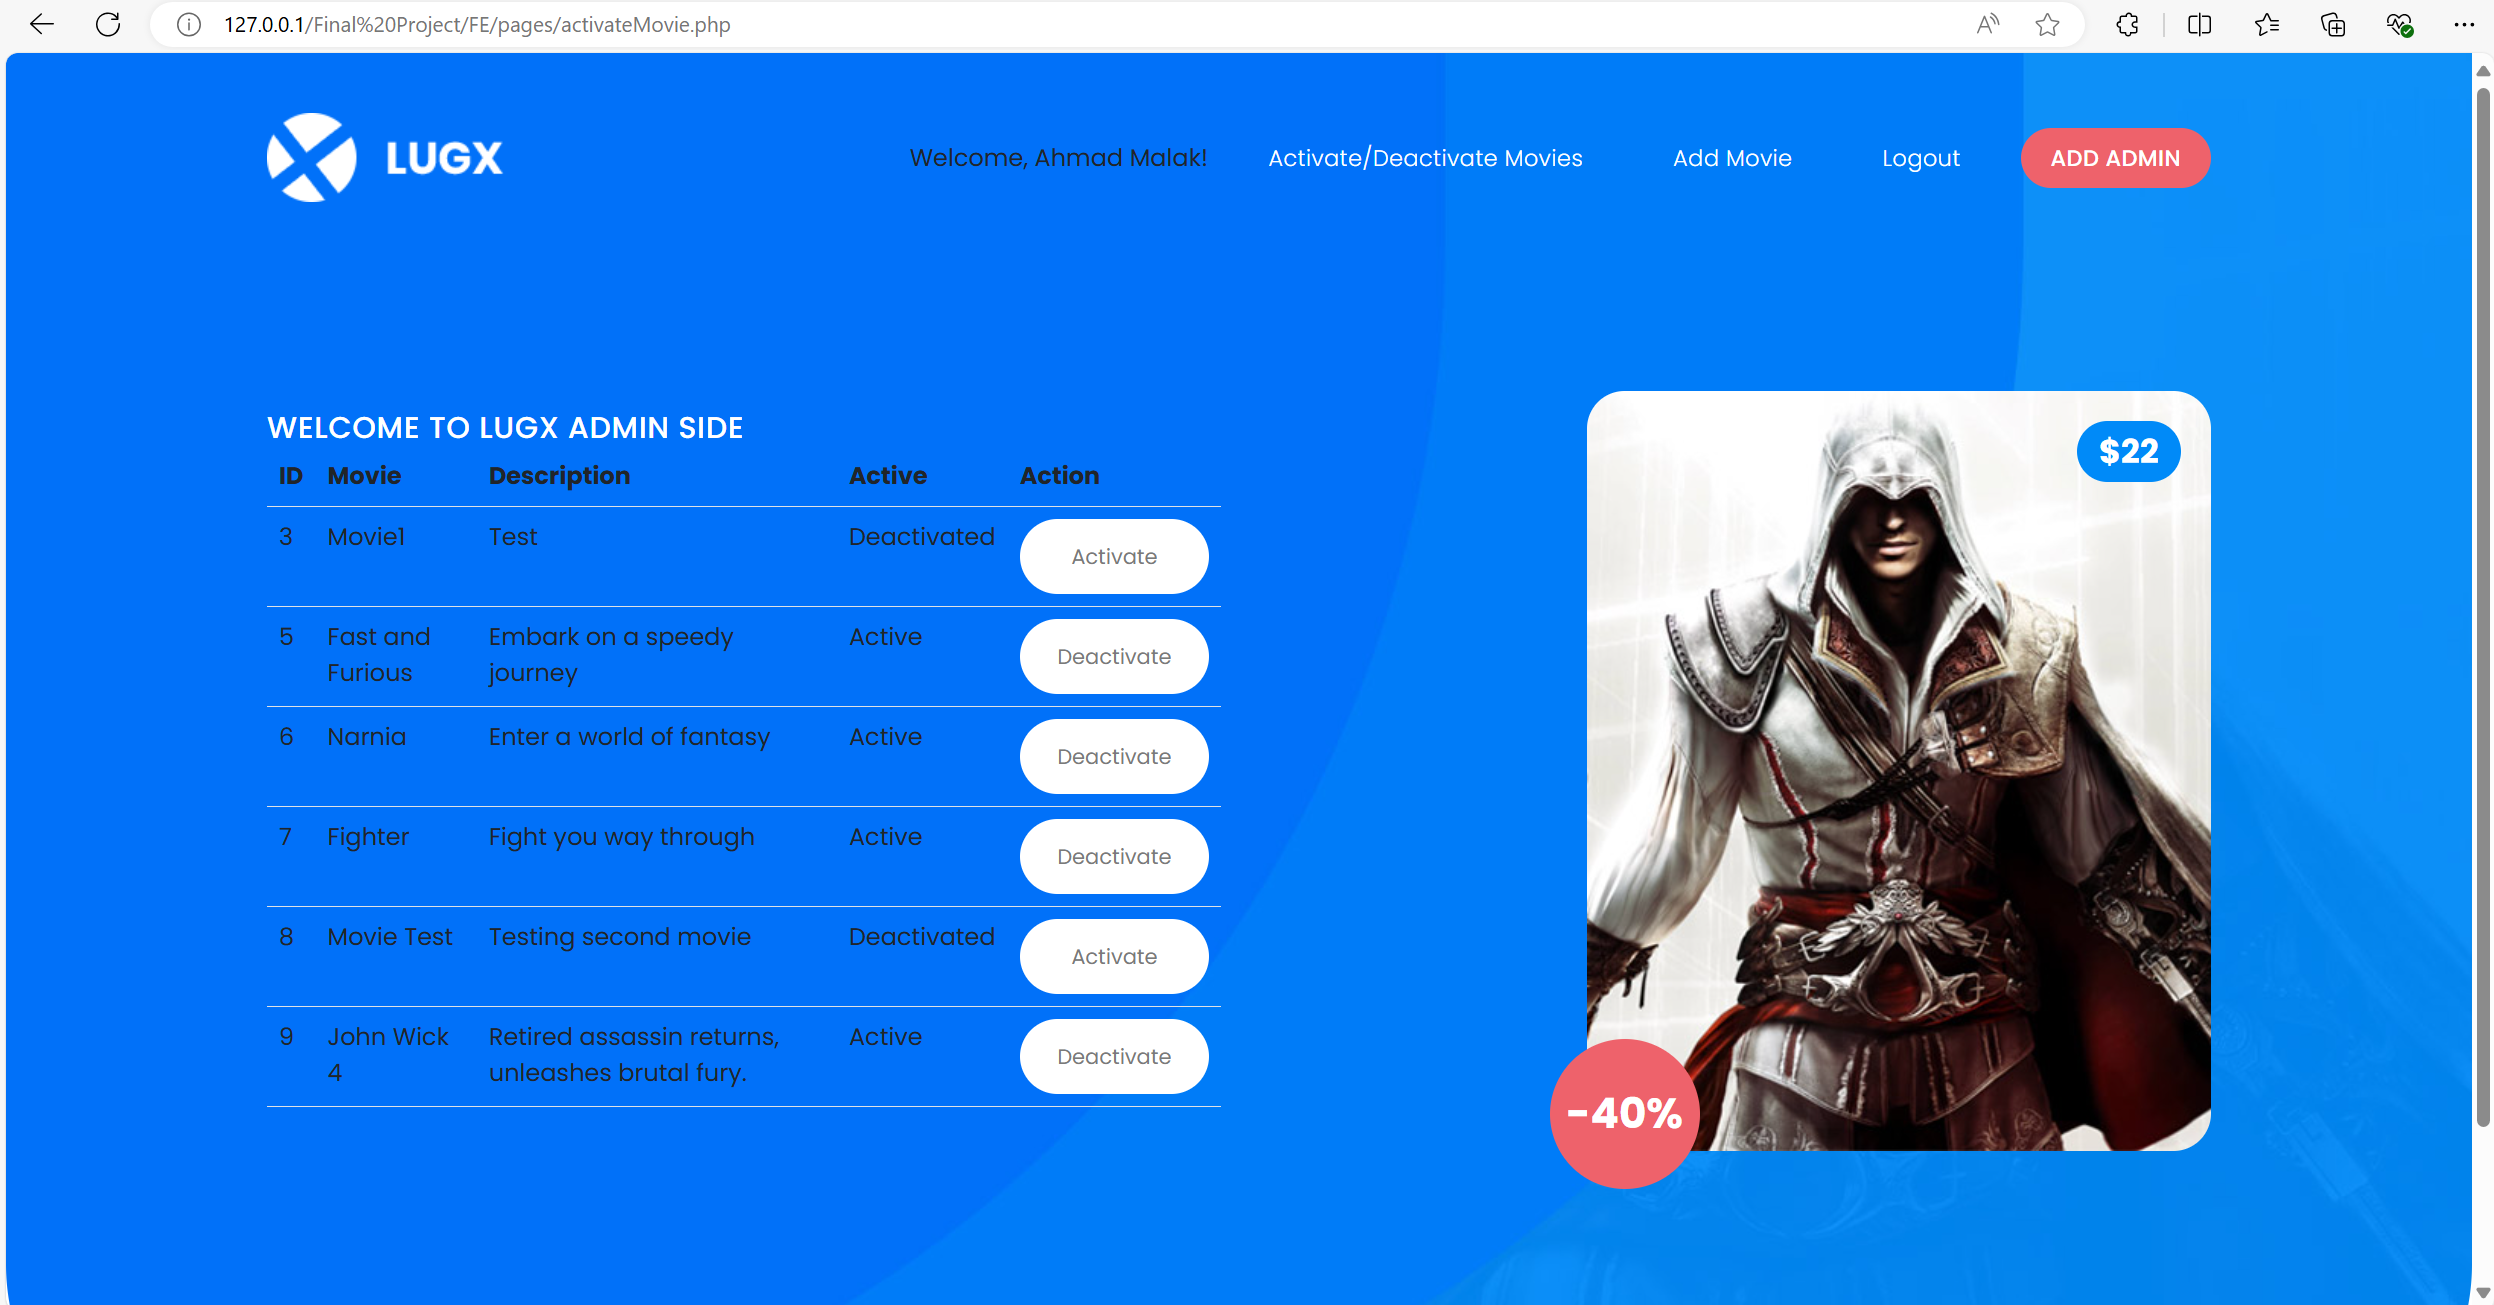 127.0.0.1/Final%20Project/FE/pages/activateMovie.php
LUGX
Welcome, Ahmad Malak! Activate/Deactivate Movies Add Movie Logout ADD ADMIN
WELCOME TO LUGX ADMIN SIDE
ID Movie Description Active Action
3 Movie1 Test Deactivated Activate
5 Fast and Furious Embark on a speedy journey Active Deactivate
6 Narnia Enter a world of fantasy Active Deactivate
7 Fighter Fight you way through Active Deactivate
8 Movie Test Testing second movie Deactivated Activate
9 John Wick 4 Retired assassin returns, unleashes brutal fury. Active Deactivate
$22
-40%